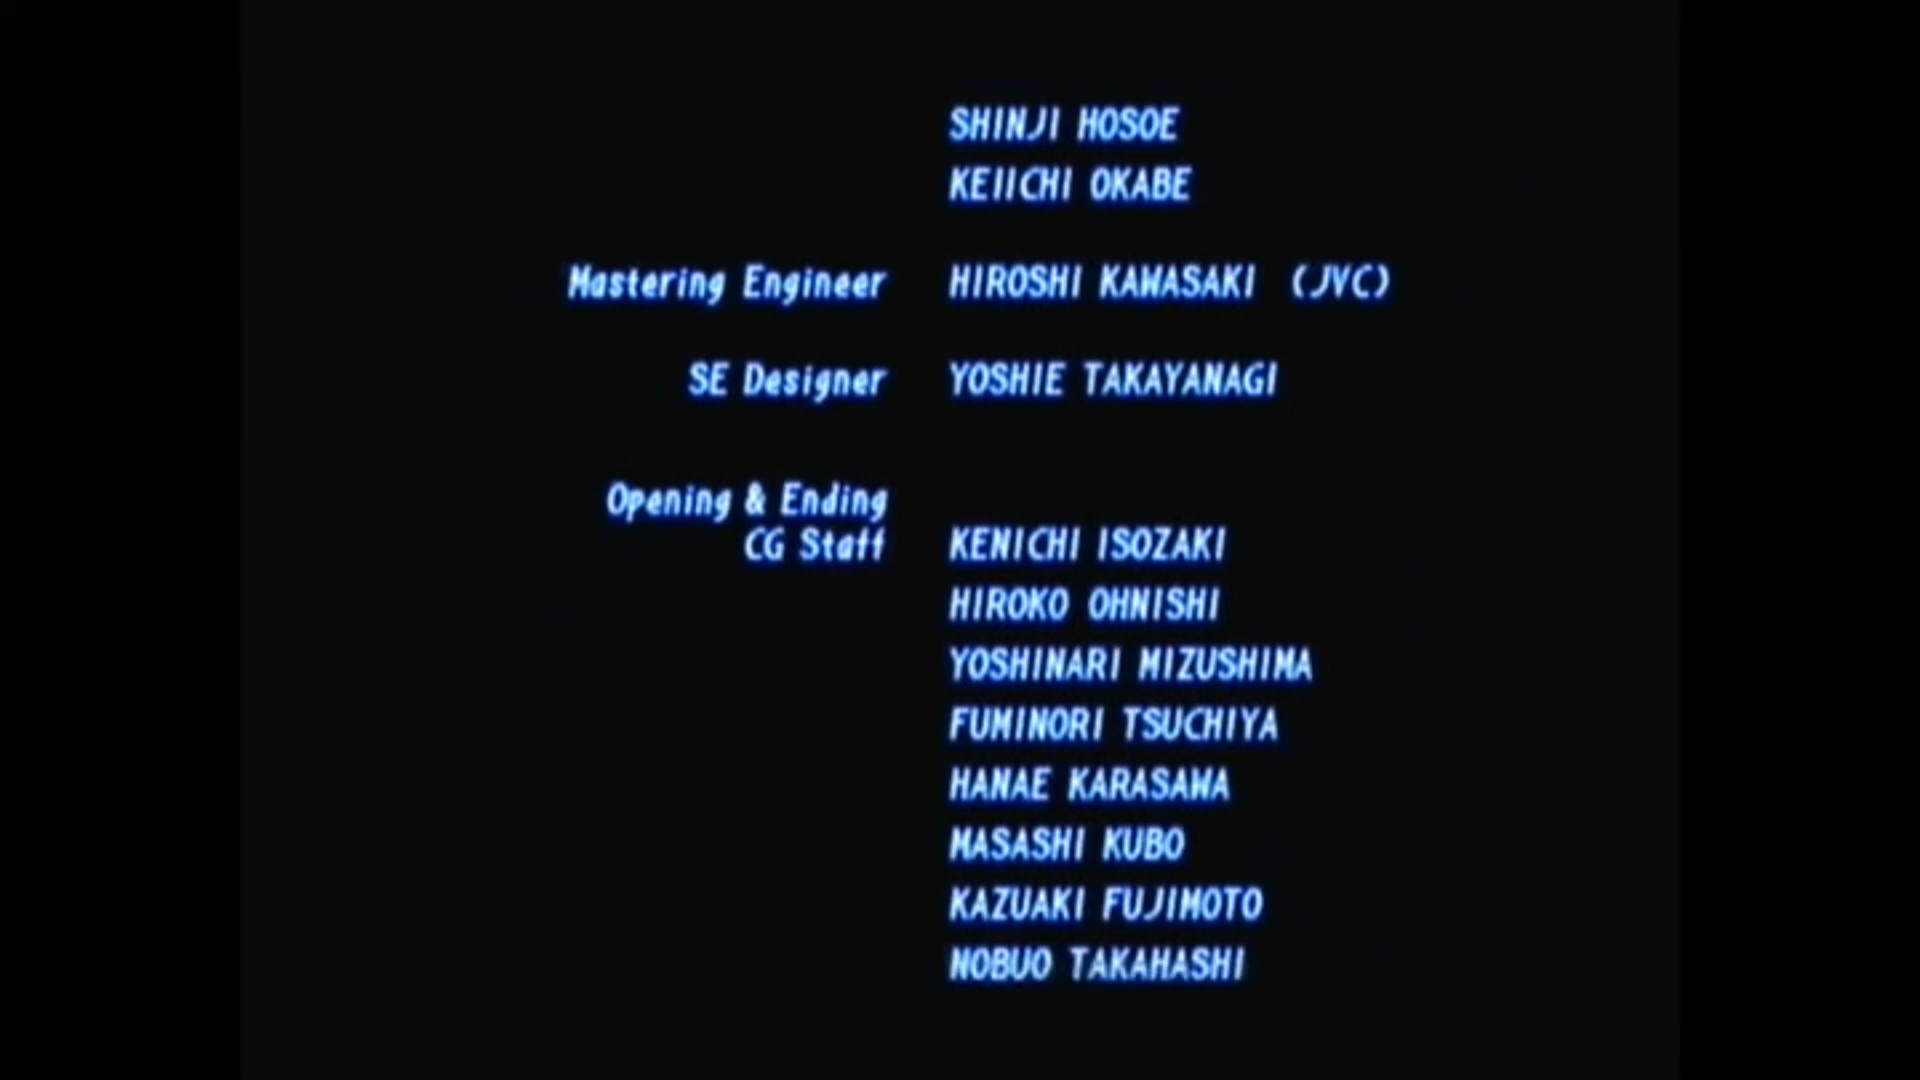 SHINJI HOSOE
KEIICHI OKABE
Mastering Engineer HIROSHI KAWASAKI (JVC)
SE Designer YOSHIE TAKAYANAGI
Opening & Ending
CG Staff KENICHI ISOZAKI
HIROKO OHNISHI
YOSHINARI MIZUSHIMA
FUMINORI TSUCHIYA
HANAE KARASAWA
MASASHI KUBO
KAZUAKI FUJIMOTO
NOBUO TAKAHASHI